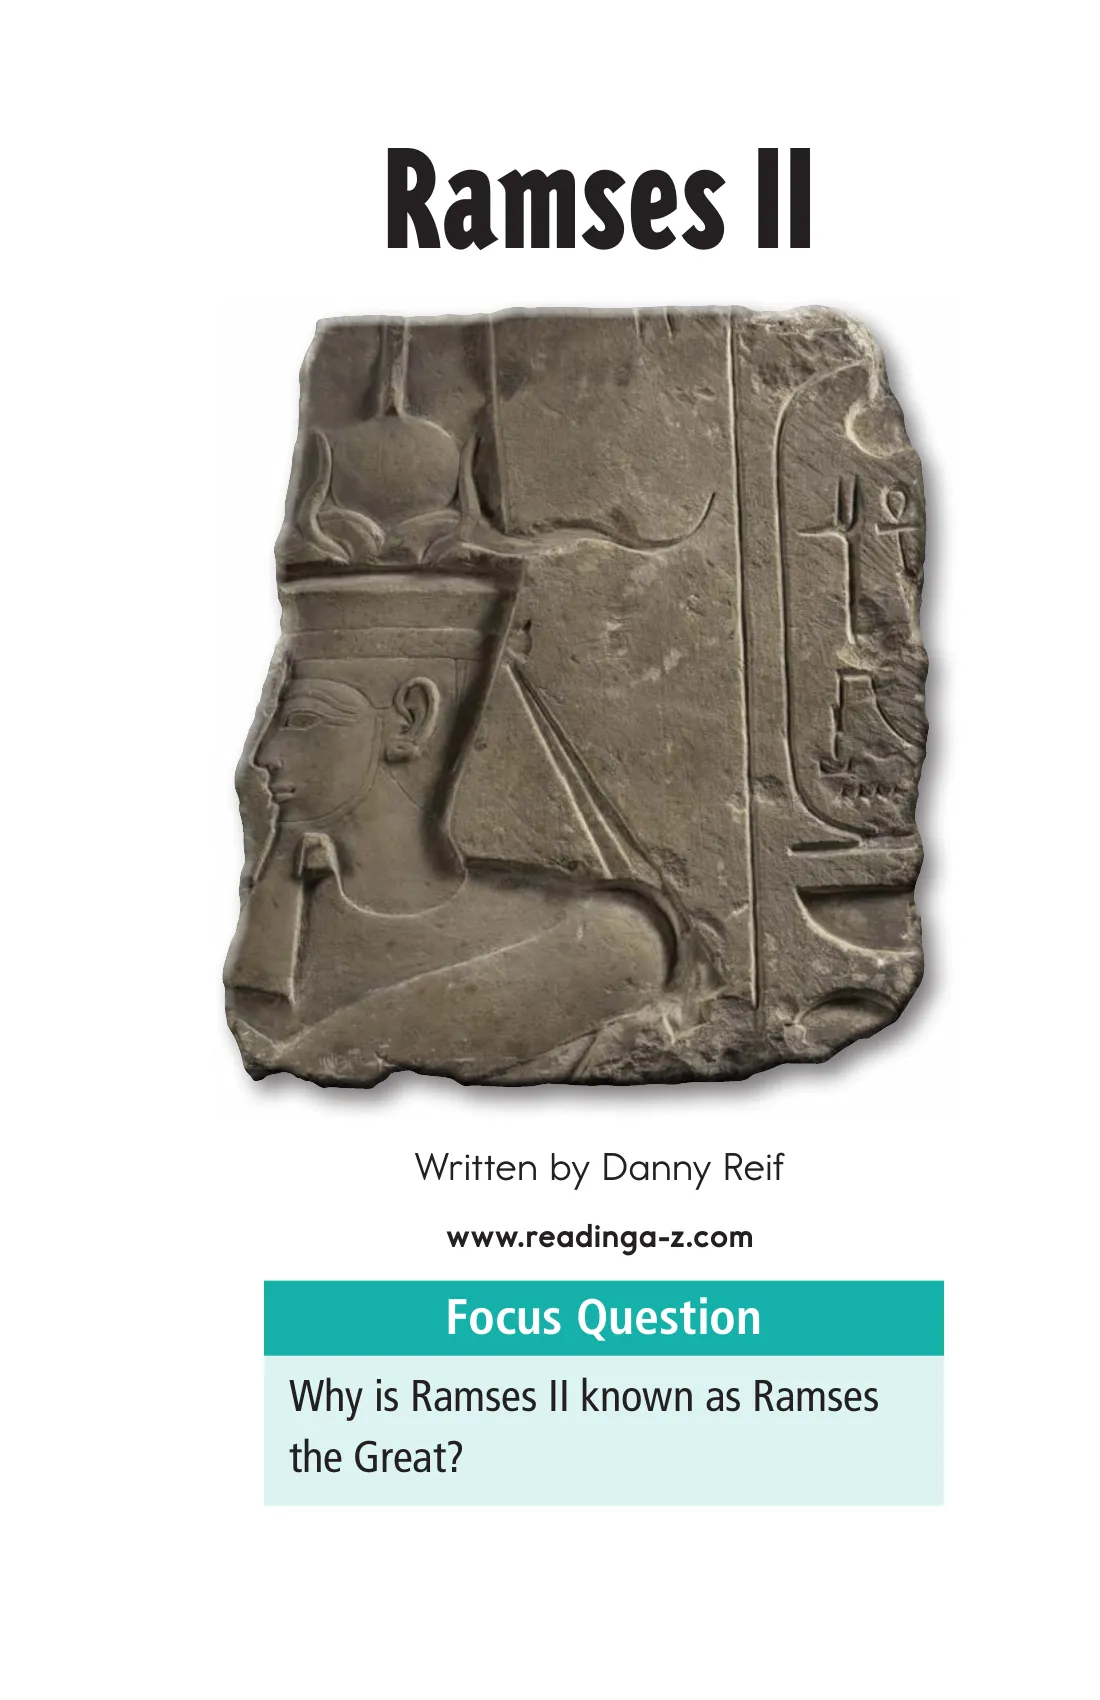 Ramses II
Written by Danny Reif
www.readinga-z.com
Focus Question
Why is Ramses II known as Ramses
the Great?